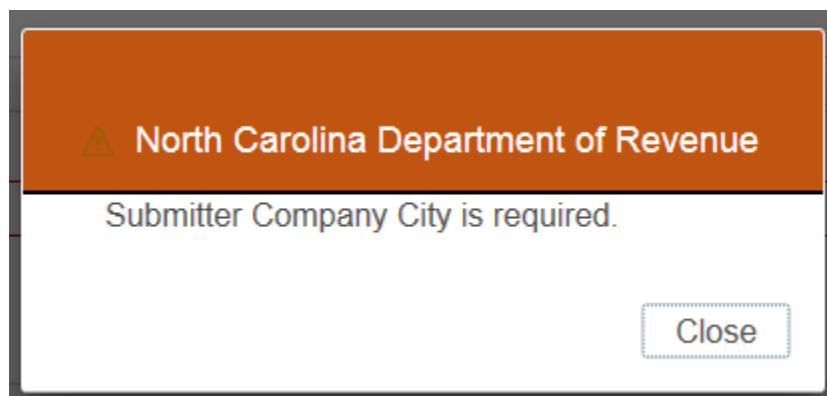 North Carolina Department of Revenue
Submitter Company City is required.
Close